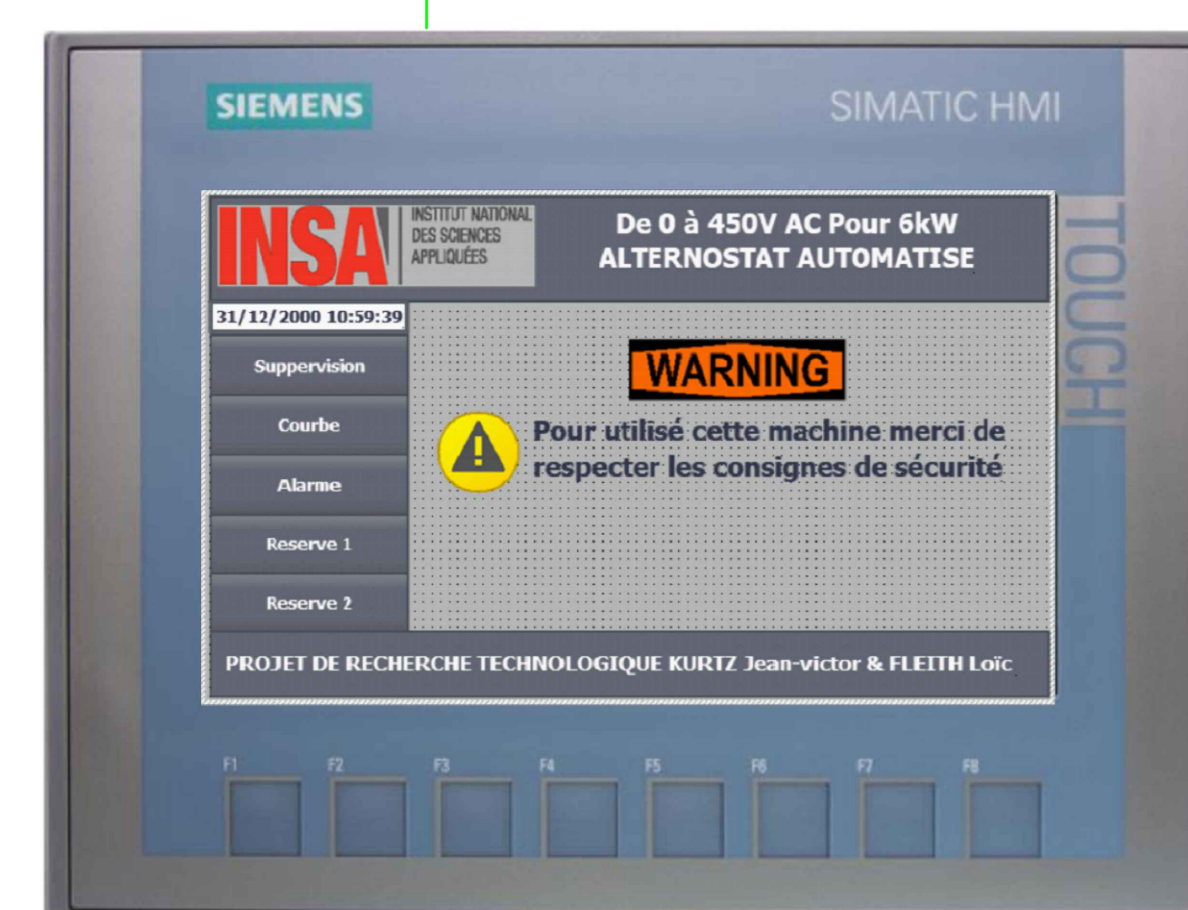 SIEMENS
SIMATIC HMI
TOUCH
INSA
INSTITUT NATIONAL
DES SCIENCES
APPLIQUÉES
De 0 à 450V AC Pour 6kW
ALTERNOSTAT AUTOMATISE
31/12/2000 10:59:39
Suppervision
Courbe
Alarme
Reserve 1
Reserve 2
WARNING
Pour utilisé cette machine merci de
respecter les consignes de sécurité
PROJET DE RECHERCHE TECHNOLOGIQUE KURTZ Jean-victor & FLEITH Loïc
F1 F2 F3 F4 F5 F6 F7 F8